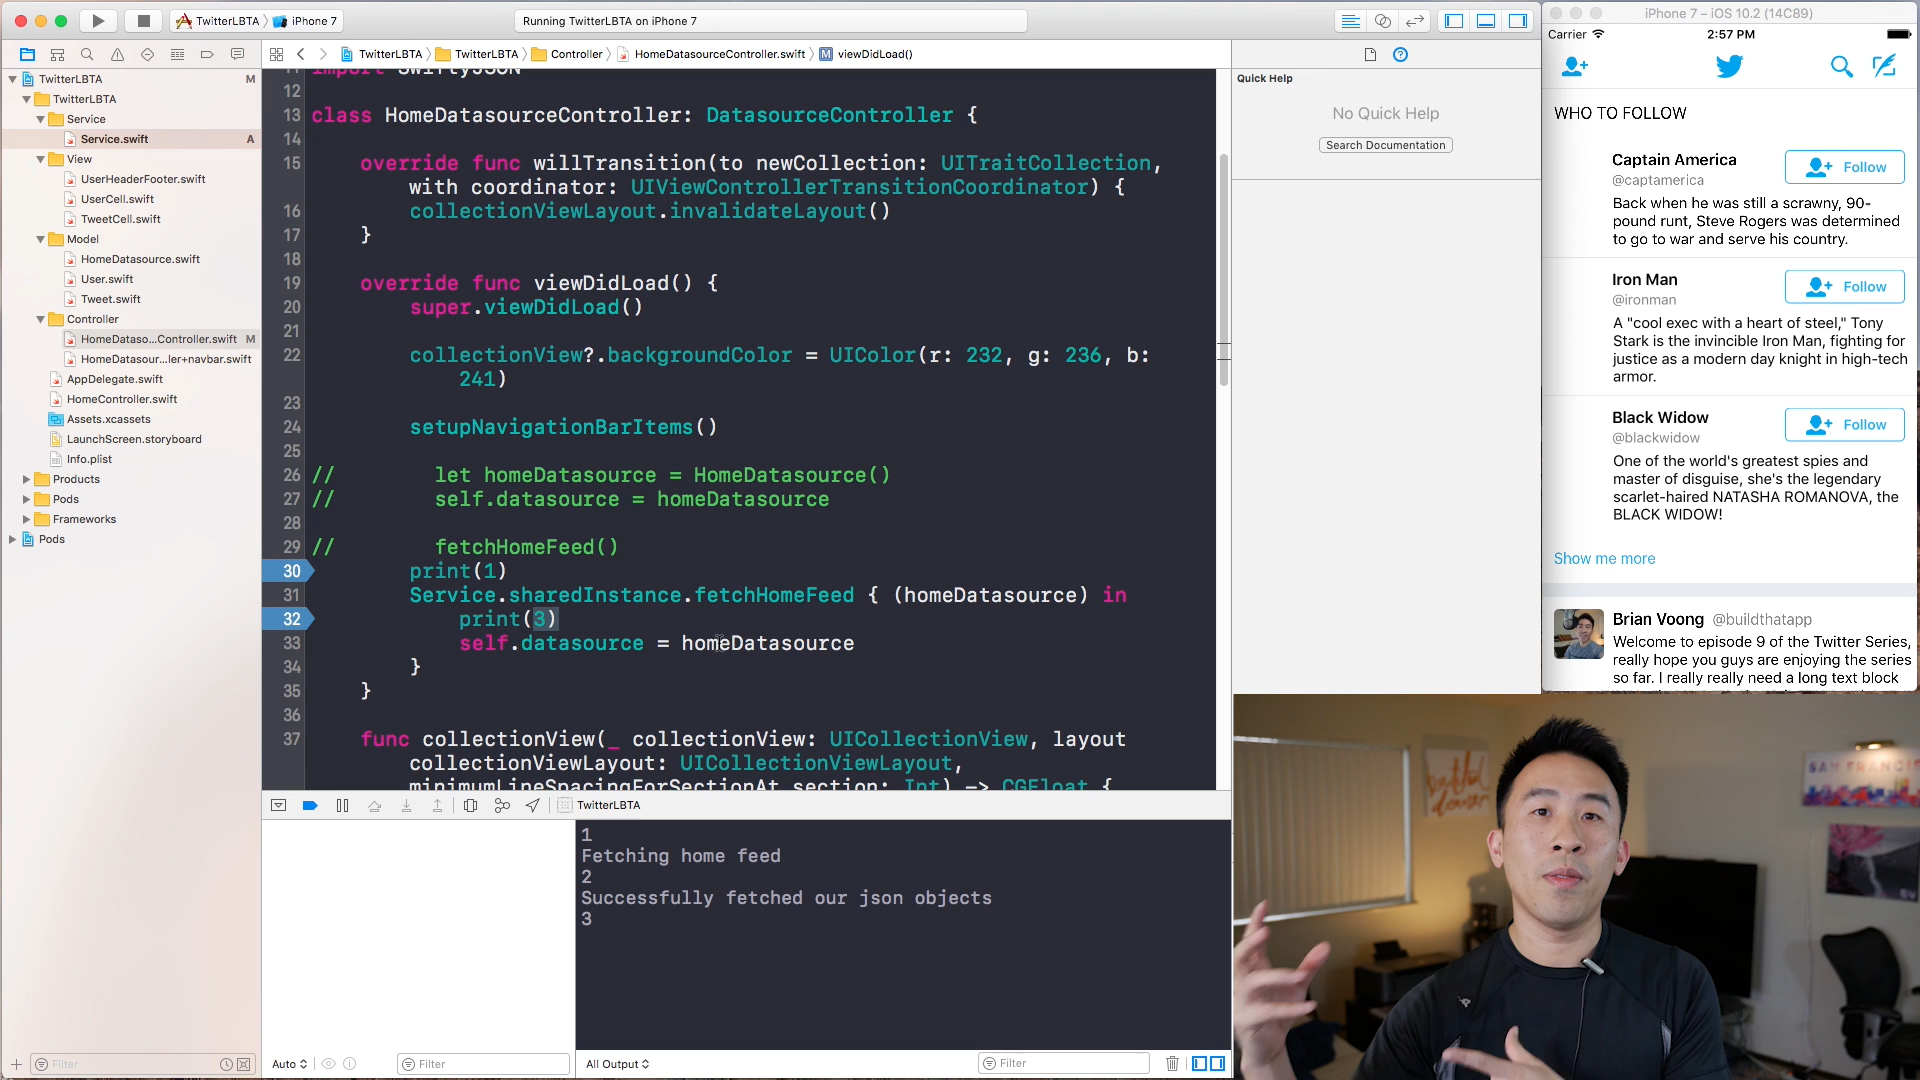 TwitterLBTA
iPhone 7
Running TwitterLBTA on iPhone 7
TwitterLBTA
M
TwitterLBTA
Service
Service.swift
A
View
UserHeaderFooter.swift
UserCell.swift
TweetCell.swift
Model
HomeDatasource.swift
User.swift
Tweet.swift
Controller
HomeDataso...Controller.swift
M
HomeDatasour...ler+navbar.swift
AppDelegate.swift
HomeController.swift
Assets.xcassets
LaunchScreen.storyboard
Info.plist
Products
Pods
Frameworks
Pods
Filter
TwitterLBTA
TwitterLBTA
Controller
HomeDatasourceController.swift
M viewDidLoad()
11 import SwiftyJSON
12
13 class HomeDatasourceController: DatasourceController {
14
15 override func willTransition(to newCollection: UITraitCollection,
with coordinator: UIViewControllerTransitionCoordinator) {
16 collectionViewLayout.invalidateLayout()
17 }
18
19 override func viewDidLoad() {
20 super.viewDidLoad()
21
22 collectionView?.backgroundColor = UIColor(r: 232, g: 236, b:
241)
23
24 setupNavigationBarItems()
25
26 // let homeDatasource = HomeDatasource()
27 // self.datasource = homeDatasource
28
29 // fetchHomeFeed()
30 print(1)
31 Service.sharedInstance.fetchHomeFeed { (homeDatasource) in
32 print(3)
33 self.datasource = homeDatasource
34 }
35 }
36
37 func collectionView(_ collectionView: UICollectionView, layout
collectionViewLayout: UICollectionViewLayout,
minimumLineSpacingForSectionAt section: Int) -> CGFloat {
TwitterLBTA
1
Fetching home feed
2
Successfully fetched our json objects
3
Auto
Filter
All Output
Filter
Quick Help
No Quick Help
Search Documentation
iPhone 7 – iOS 10.2 (14C89)
Carrier
2:57 PM
WHO TO FOLLOW
Captain America
@captamerica
Follow
Back when he was still a scrawny, 90-
pound runt, Steve Rogers was determined
to go to war and serve his country.
Iron Man
@ironman
Follow
A "cool exec with a heart of steel," Tony
Stark is the invincible Iron Man, fighting for
justice as a modern day knight in high-tech
armor.
Black Widow
@blackwidow
Follow
One of the world's greatest spies and
master of disguise, she's the legendary
scarlet-haired NATASHA ROMANOVA, the
BLACK WIDOW!
Show me more
Brian Voong @buildthatapp
Welcome to episode 9 of the Twitter Series,
really hope you guys are enjoying the series
so far. I really really need a long text block